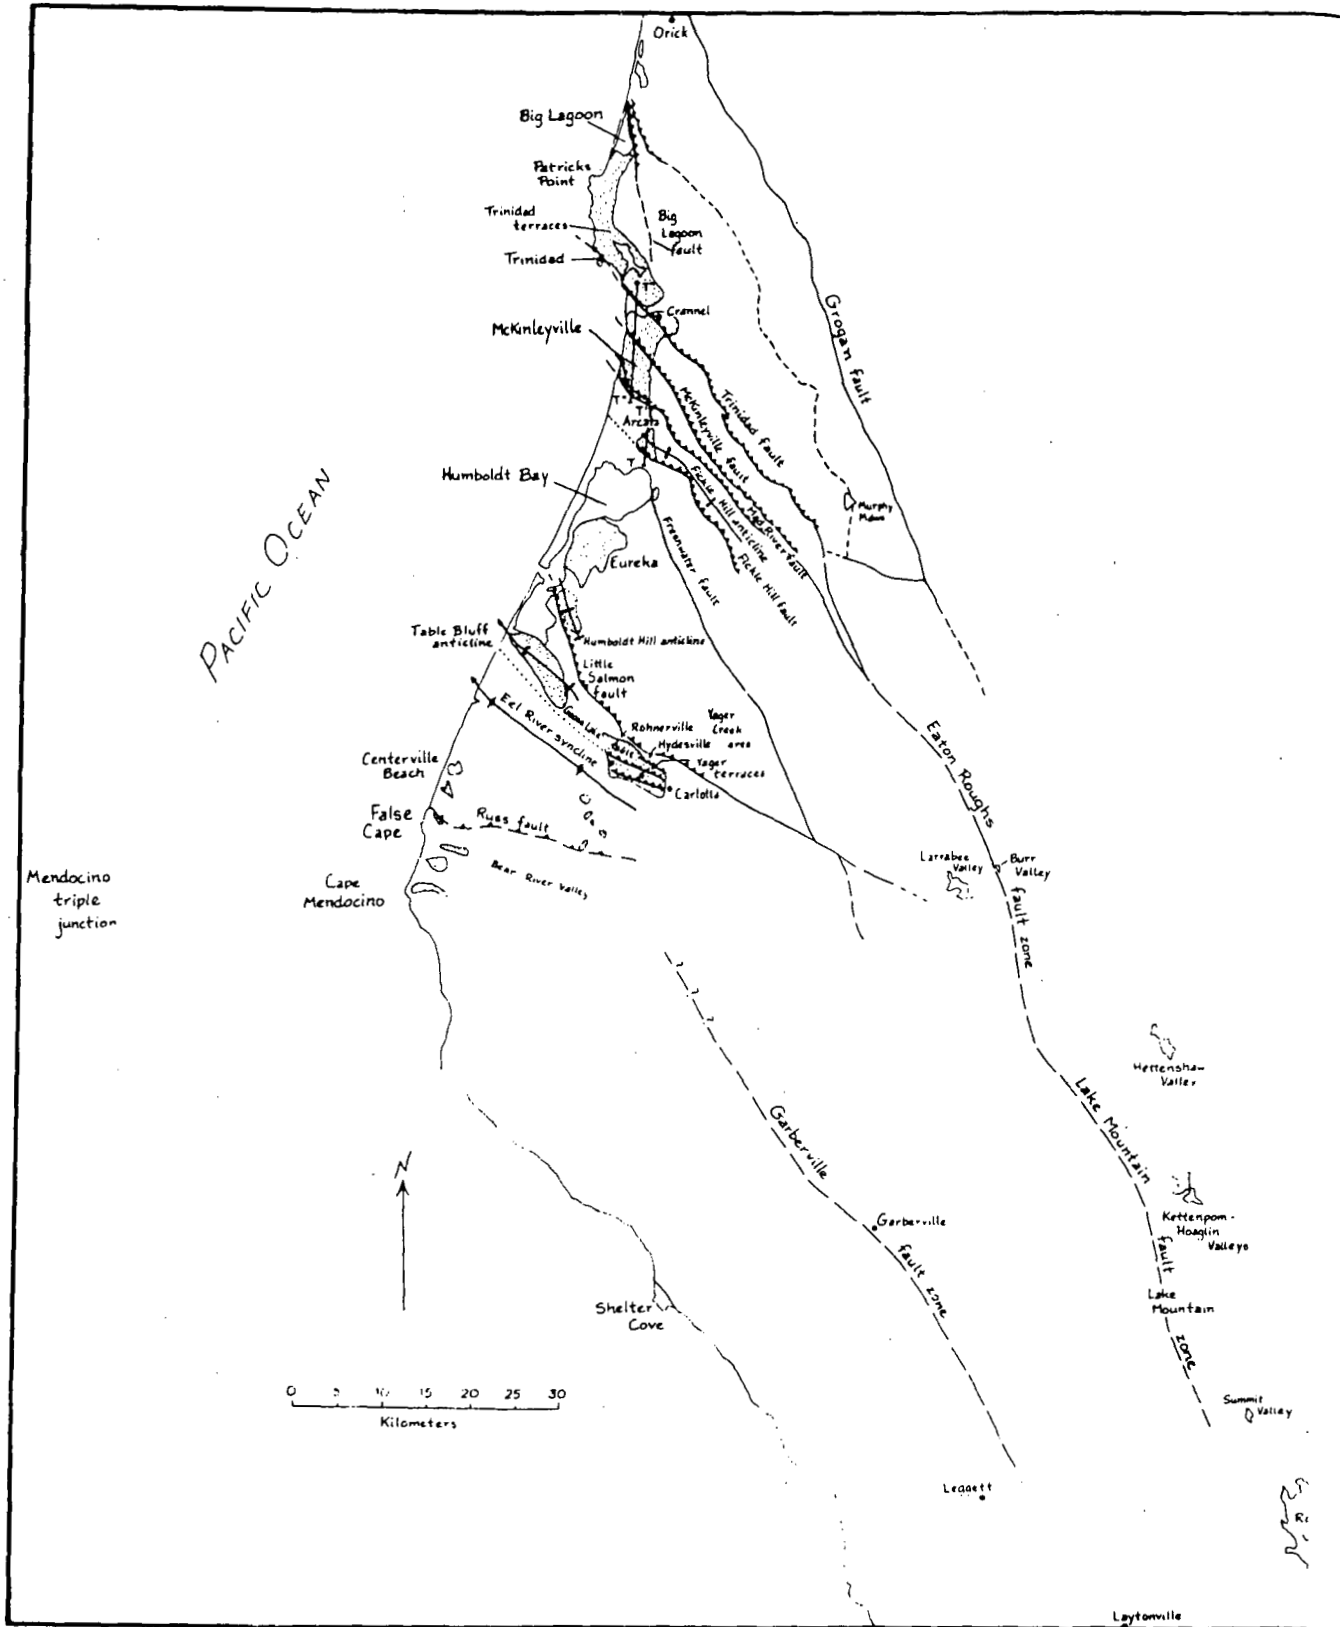 Orick
Big Lagoon
Patricks
Point
Trinidad
terraces
Big
Lagoon
fault
Trinidad
T
Crannel
McKinleyville
Grogan fault
Trinidad fault
McKinleyville fault
T
T
Arcata
T
Mad River fault
Fickle Hill anticline
Fickle Hill fault
Humboldt Bay
Murphy
Freshwater fault
PACIFIC OCEAN
Eureka
Table Bluff
anticline
Humboldt Hill anticline
Little
Salmon
fault
Eel River syncline
Goose Lake
fault
Rohnerville
Yager
Creek
area
Hydesville
Yager
terraces
Carlotta
Eaton Roughs
fault zone
Centerville
Beach
False
Cape
Russ fault
Bear River Valley
Larrabee
Valley
Burr
Valley
Mendocino
triple
junction
Cape
Mendocino
? ? ?
Hettenshaw
Valley
Garberville
fault zone
Lake Mountain
fault
zone
N
Garberville
Kettenpom-
Hoaglin
Valleys
Lake
Mountain
Shelter
Cove
0 5 10 15 20 25 30
Kilometers
Summit
Valley
Leggett
Laytonville